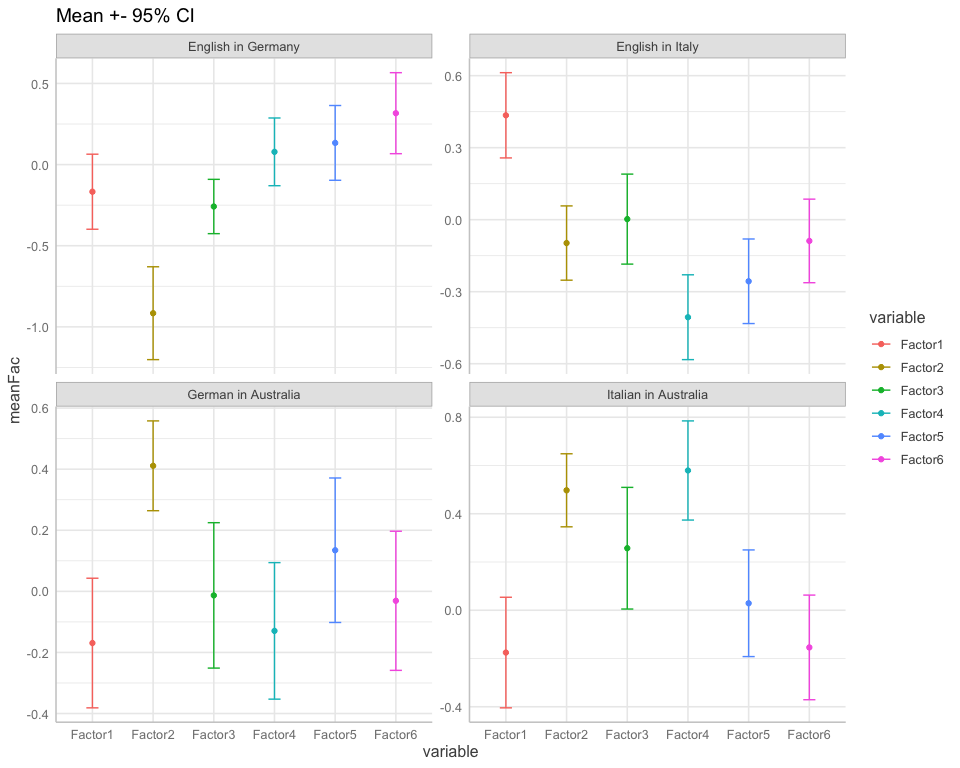 Mean +- 95% CI
English in Germany
English in Italy
0.5
0.0
-0.5
-1.0
0.6
0.3
0.0
-0.3
-0.6
meanFac
German in Australia
Italian in Australia
0.6
0.4
0.2
0.0
-0.2
-0.4
0.8
0.4
0.0
-0.4
Factor1 Factor2 Factor3 Factor4 Factor5 Factor6
Factor1 Factor2 Factor3 Factor4 Factor5 Factor6
variable
variable
Factor1
Factor2
Factor3
Factor4
Factor5
Factor6